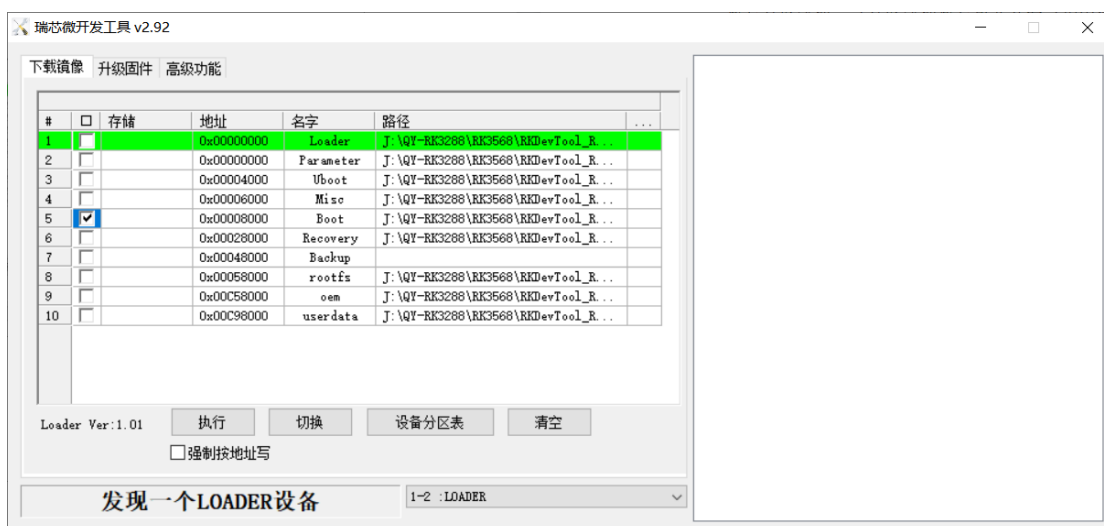 瑞芯微开发工具 v2.92
下载镜像 升级固件 高级功能
# 存储 地址 名字 路径 ...
1 0x00000000 Loader J:\QY-RK3288\RK3568\RKDevTool_R...
2 0x00000000 Parameter J:\QY-RK3288\RK3568\RKDevTool_R...
3 0x00004000 Uboot J:\QY-RK3288\RK3568\RKDevTool_R...
4 0x00006000 Misc J:\QY-RK3288\RK3568\RKDevTool_R...
5 0x00008000 Boot J:\QY-RK3288\RK3568\RKDevTool_R...
6 0x00028000 Recovery J:\QY-RK3288\RK3568\RKDevTool_R...
7 0x00048000 Backup
8 0x00058000 rootfs J:\QY-RK3288\RK3568\RKDevTool_R...
9 0x00C58000 oem J:\QY-RK3288\RK3568\RKDevTool_R...
10 0x00C98000 userdata J:\QY-RK3288\RK3568\RKDevTool_R...
Loader Ver:1.01 执行 切换 设备分区表 清空
强制按地址写
发现一个LOADER设备 1-2 :LOADER